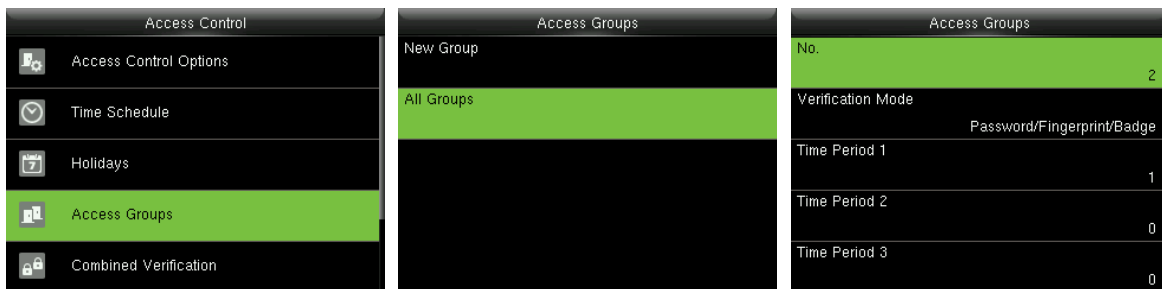 Access Control
Access Control Options
Time Schedule
7
Holidays
Access Groups
Combined Verification
Access Groups
New Group
All Groups
Access Groups
No.
2
Verification Mode
Password/Fingerprint/Badge
Time Period 1
1
Time Period 2
0
Time Period 3
0